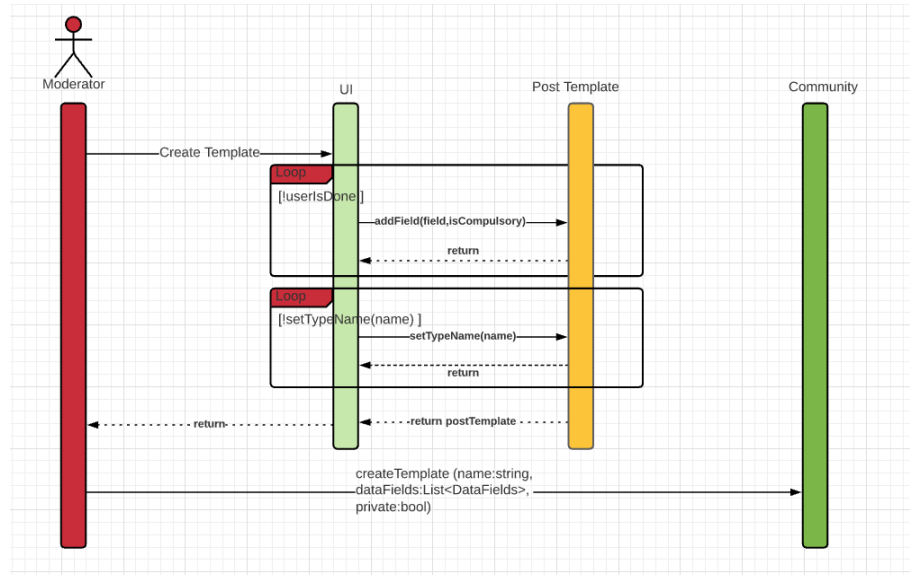 Moderator
UI
Post Template
Community
Create Template
Loop
[!userIsDone]
addField(field,isCompulsory)
return
Loop
[!setTypeName(name) ]
setTypeName(name)
return
return
return postTemplate
createTemplate (name:string,
dataFields:List<DataFields>,
private:bool)